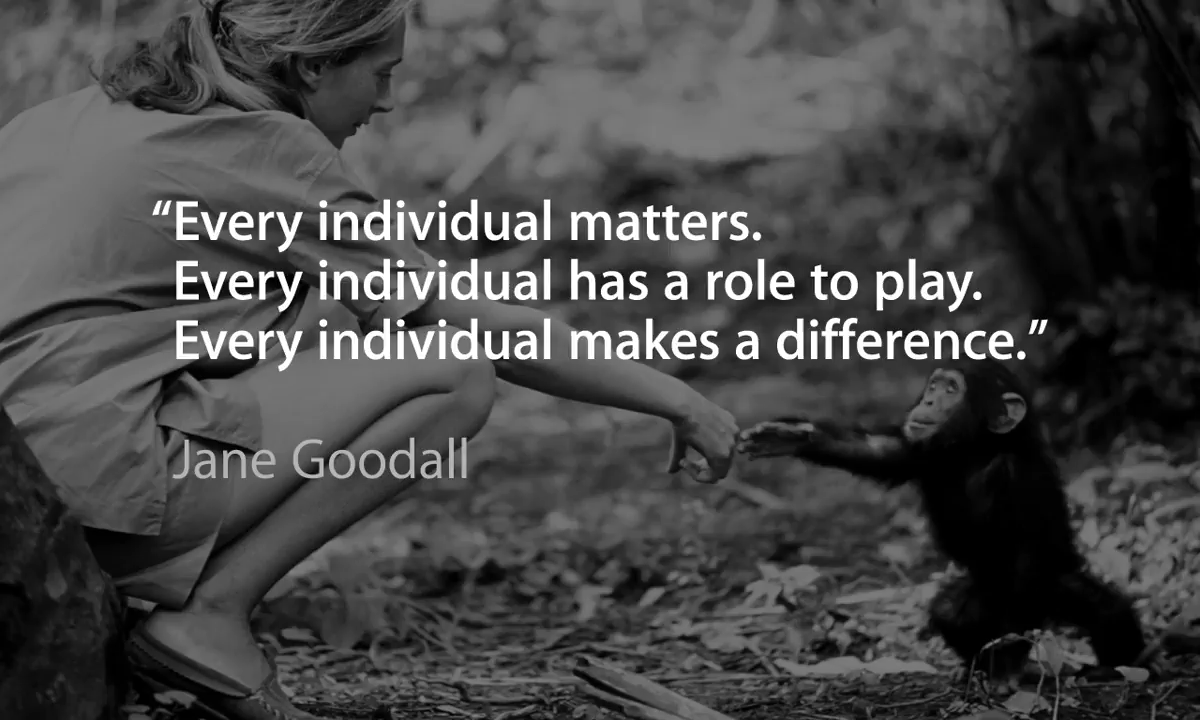 “Every individual matters.
Every individual has a role to play.
Every individual makes a difference.”
Jane Goodall